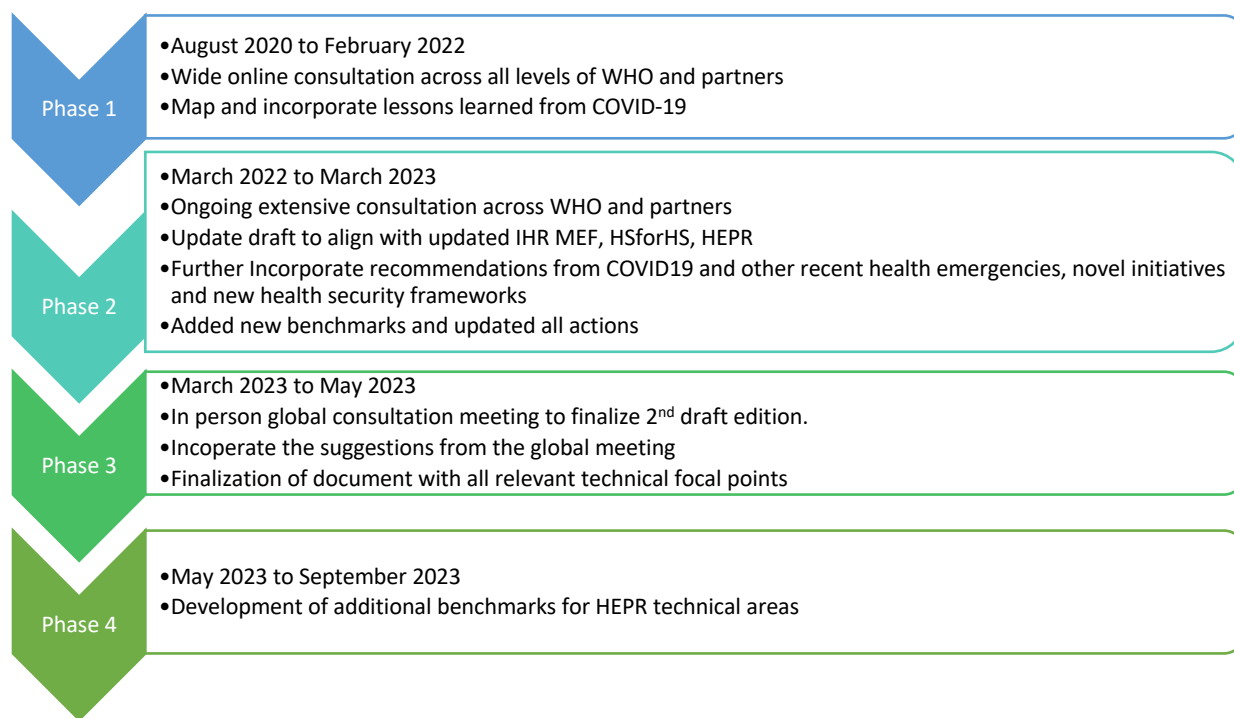 Phase 1
•August 2020 to February 2022
•Wide online consultation across all levels of WHO and partners
•Map and incorporate lessons learned from COVID-19
Phase 2
•March 2022 to March 2023
•Ongoing extensive consultation across WHO and partners
•Update draft to align with updated IHR MEF, HSforHS, HEPR
•Further Incorporate recommendations from COVID19 and other recent health emergencies, novel initiatives
and new health security frameworks
•Added new benchmarks and updated all actions
Phase 3
•March 2023 to May 2023
•In person global consultation meeting to finalize 2nd draft edition.
•Incoperate the suggestions from the global meeting
•Finalization of document with all relevant technical focal points
Phase 4
•May 2023 to September 2023
•Development of additional benchmarks for HEPR technical areas